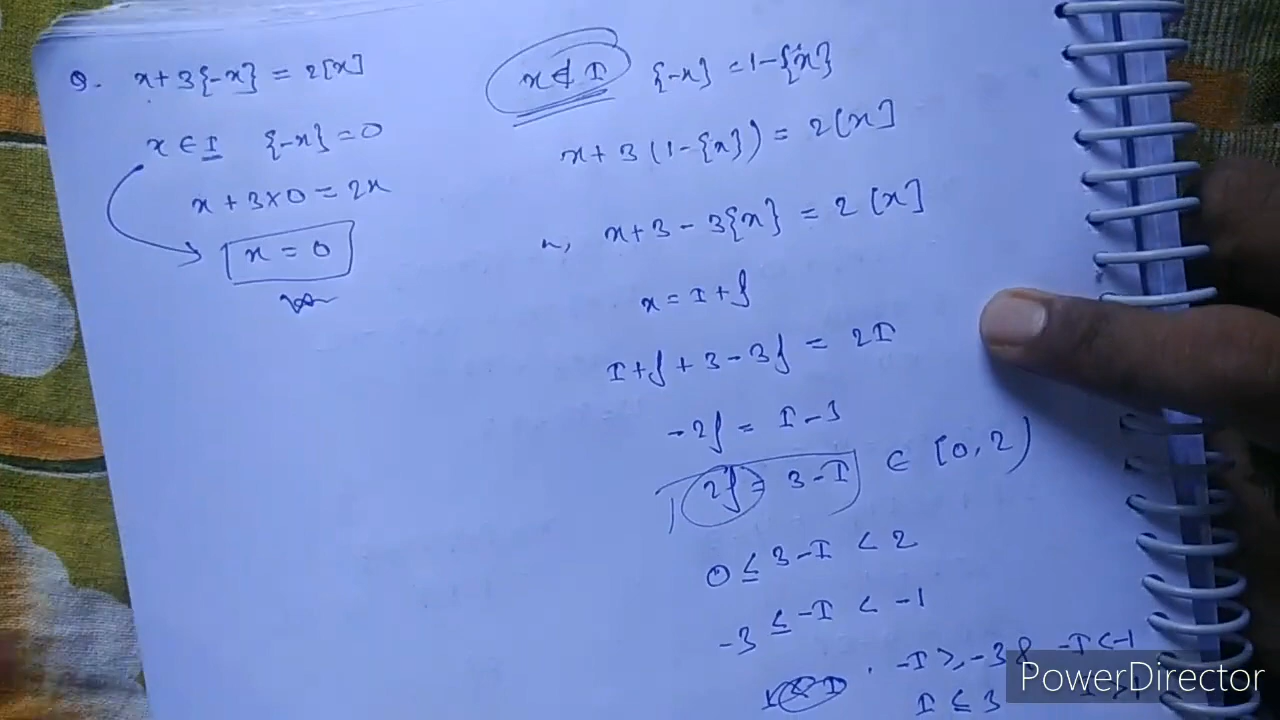 Q. x+3{-x} = 2[x]
x ∈ I {-x} = 0
x + 3×0 = 2x
x = 0
x ∉ I {-x} = 1-{x}
x + 3 (1-{x}) = 2[x]
x+3 - 3{x} = 2[x]
x = I + f
I+f + 3 - 3f = 2I
-2f = I - 3
2f = 3-I ∈ [0,2)
0 ≤ 3-I < 2
-3 ≤ -I < -1
-I ≥ -3 & -I < -1
I ≤ 3
PowerDirector